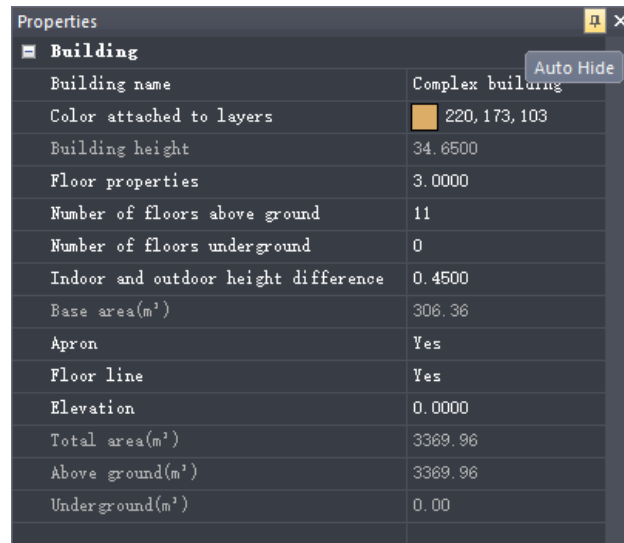 Properties
Building
Auto Hide
Building name Complex building
Color attached to layers 220, 173, 103
Building height 34.6500
Floor properties 3.0000
Number of floors above ground 11
Number of floors underground 0
Indoor and outdoor height difference 0.4500
Base area(m²) 306.36
Apron Yes
Floor line Yes
Elevation 0.0000
Total area(m²) 3369.96
Above ground(m²) 3369.96
Underground(m²) 0.00